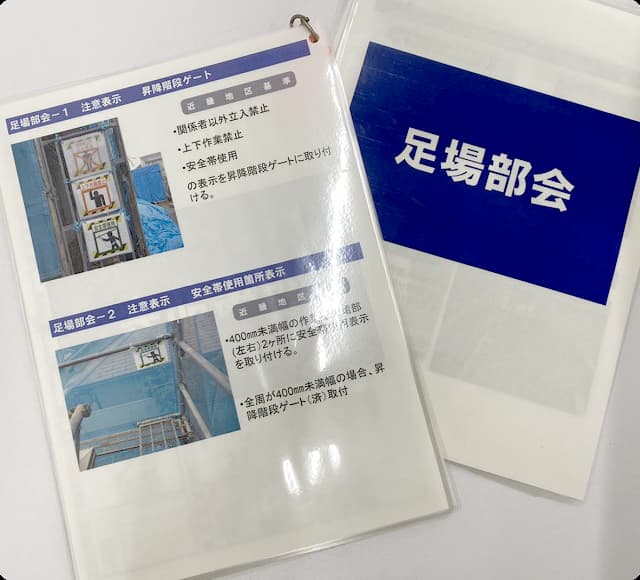 足場部会－1 注意表示 昇降階段ゲート
近畿地区基準
・関係者以外立入禁止
・上下作業禁止
・安全帯使用
の表示を昇降階段ゲートに取り付
ける。
足場部会－2 注意表示 安全帯使用箇所表示
近畿地区
・400㎜未満幅の作業
部
(左右)2ヶ所に安全帯使用表示
を取り付ける。
・全周が400㎜未満幅の場合、昇
降階段ゲート(済)取付
足場部会